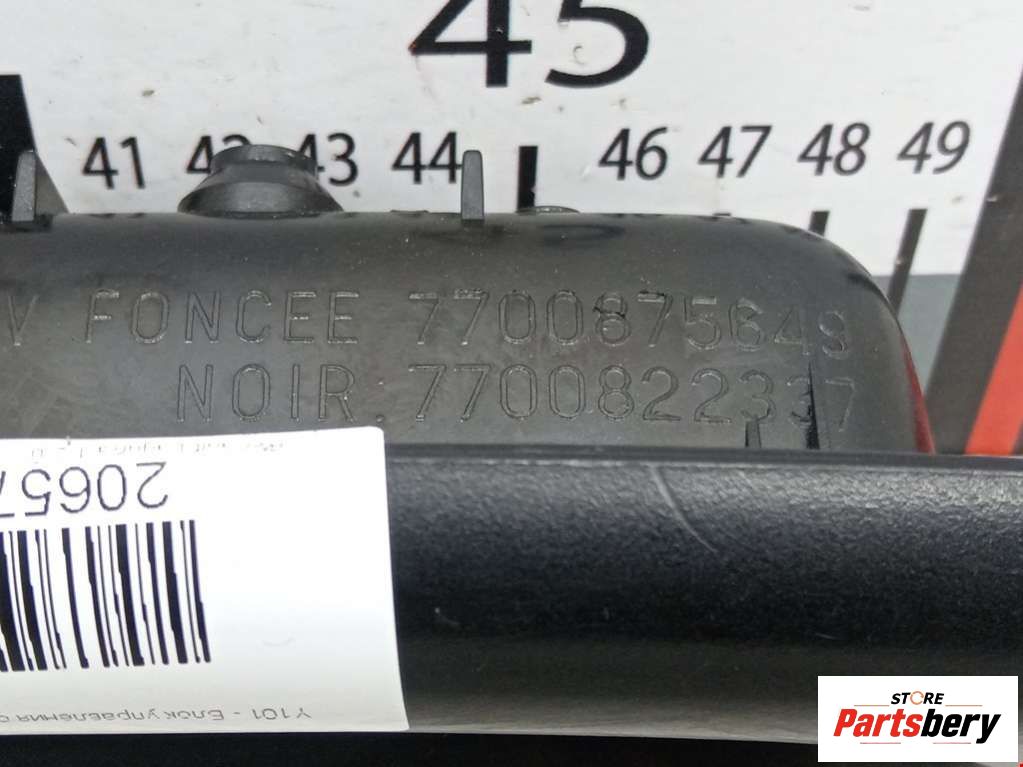 45
41 42 43 44 46 47 48 49
V FONCEE 7700875649
NOIR.7700822337
2065
Y101 - Блок управления
STORE
Partsbery